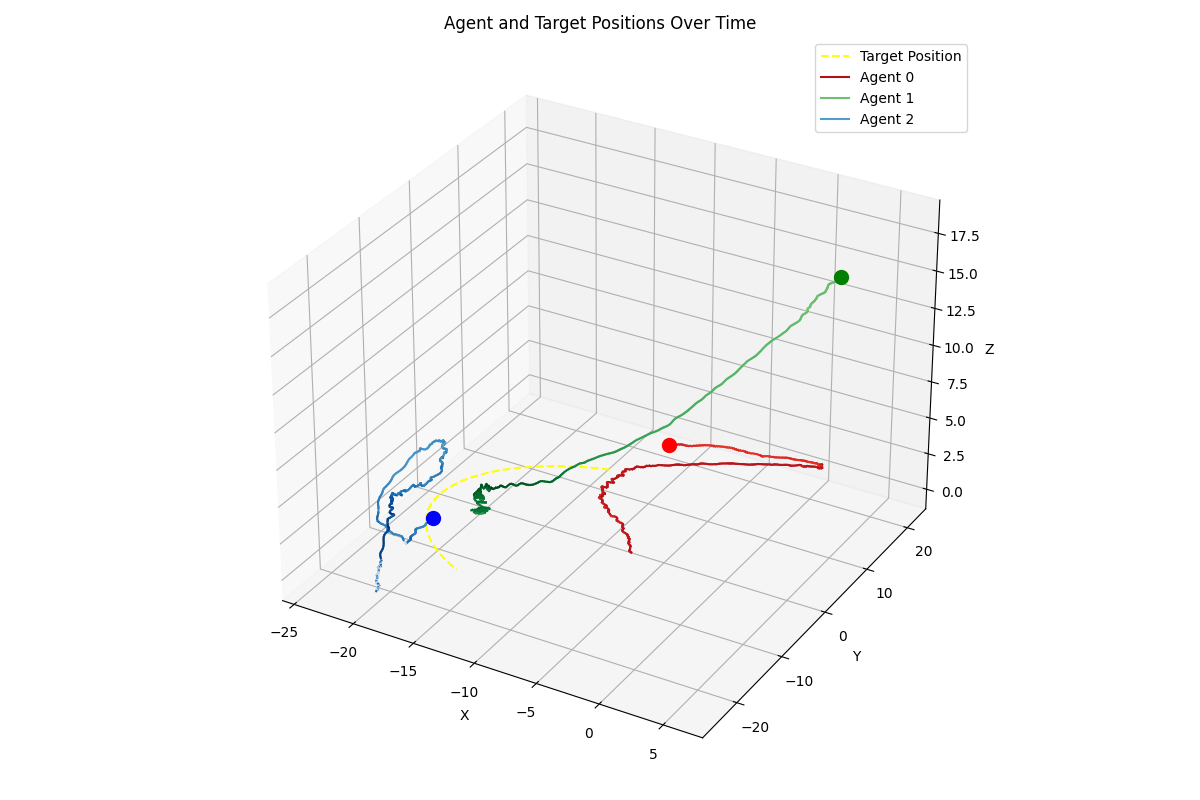 Agent and Target Positions Over Time
Target Position
Agent 0
Agent 1
Agent 2
17.5
15.0
12.5
10.0
7.5
5.0
2.5
0.0
Z
20
10
0
−10
−20
Y
−25
−20
−15
−10
−5
0
5
X